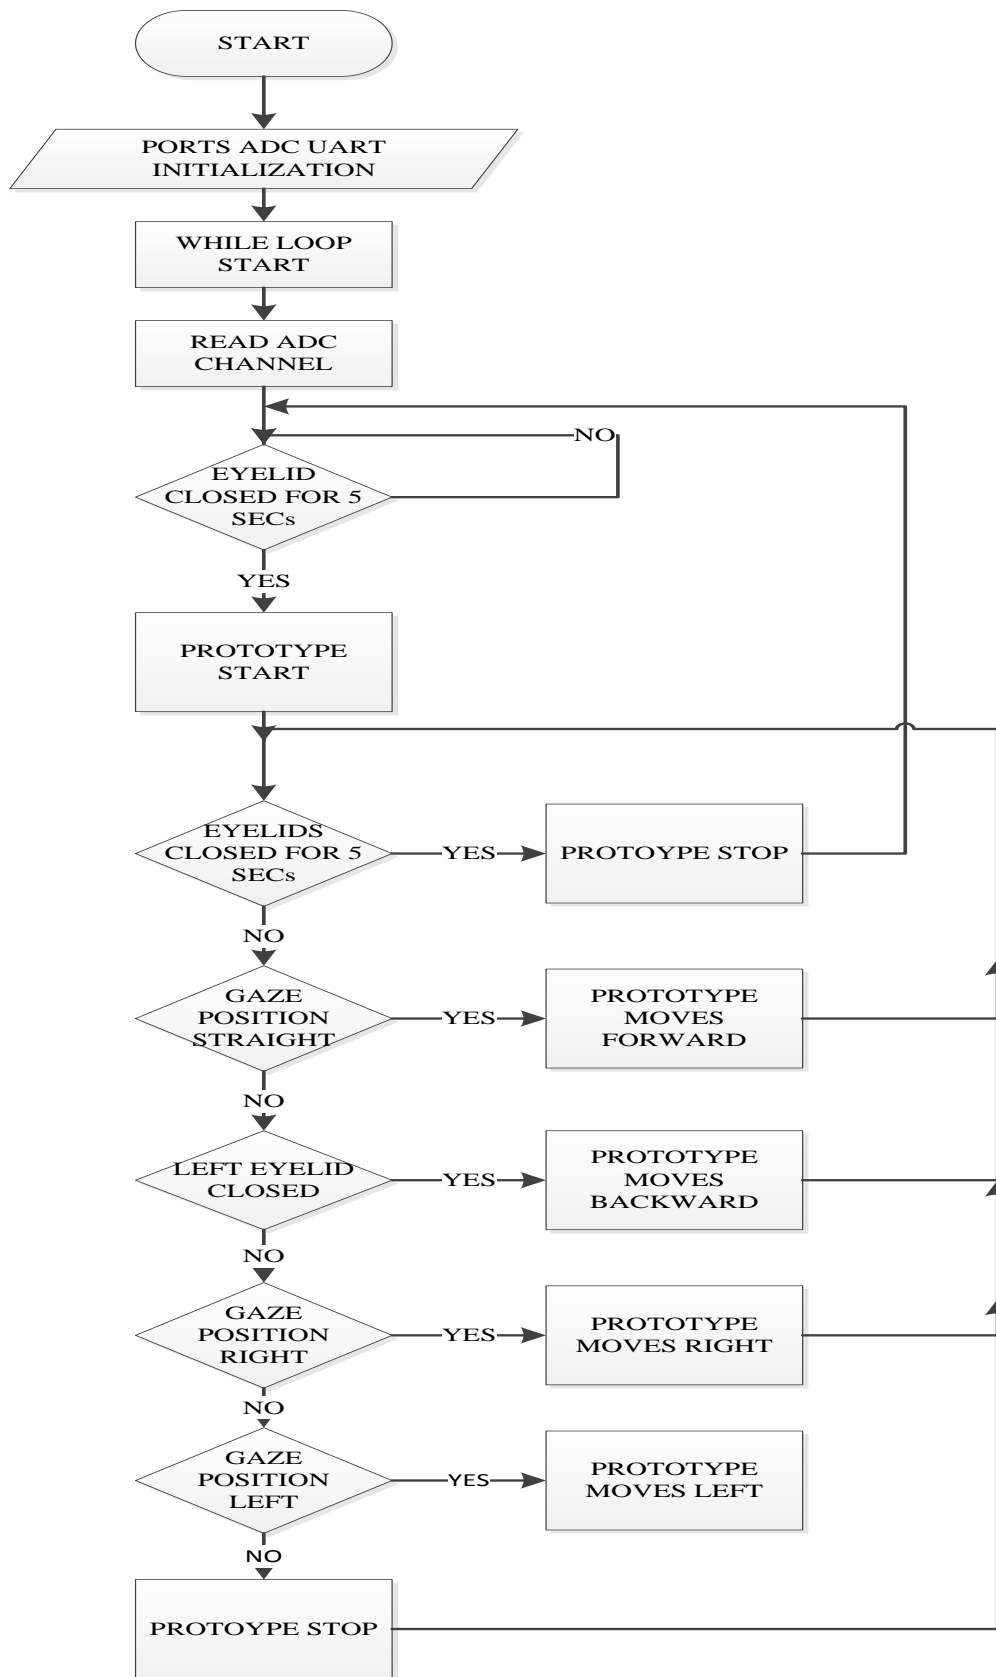 START
PORTS ADC UART
INITIALIZATION
WHILE LOOP
START
READ ADC
CHANNEL
NO
EYELID
CLOSED FOR 5
SECs
YES
PROTOTYPE
START
EYELIDS
CLOSED FOR 5
SECs
YES
PROTOYPE STOP
NO
GAZE
POSITION
STRAIGHT
YES
PROTOTYPE
MOVES
FORWARD
NO
LEFT EYELID
CLOSED
YES
PROTOTYPE
MOVES
BACKWARD
NO
GAZE
POSITION
RIGHT
YES
PROTOTYPE
MOVES RIGHT
NO
GAZE
POSITION
LEFT
YES
PROTOTYPE
MOVES LEFT
NO
PROTOYPE STOP